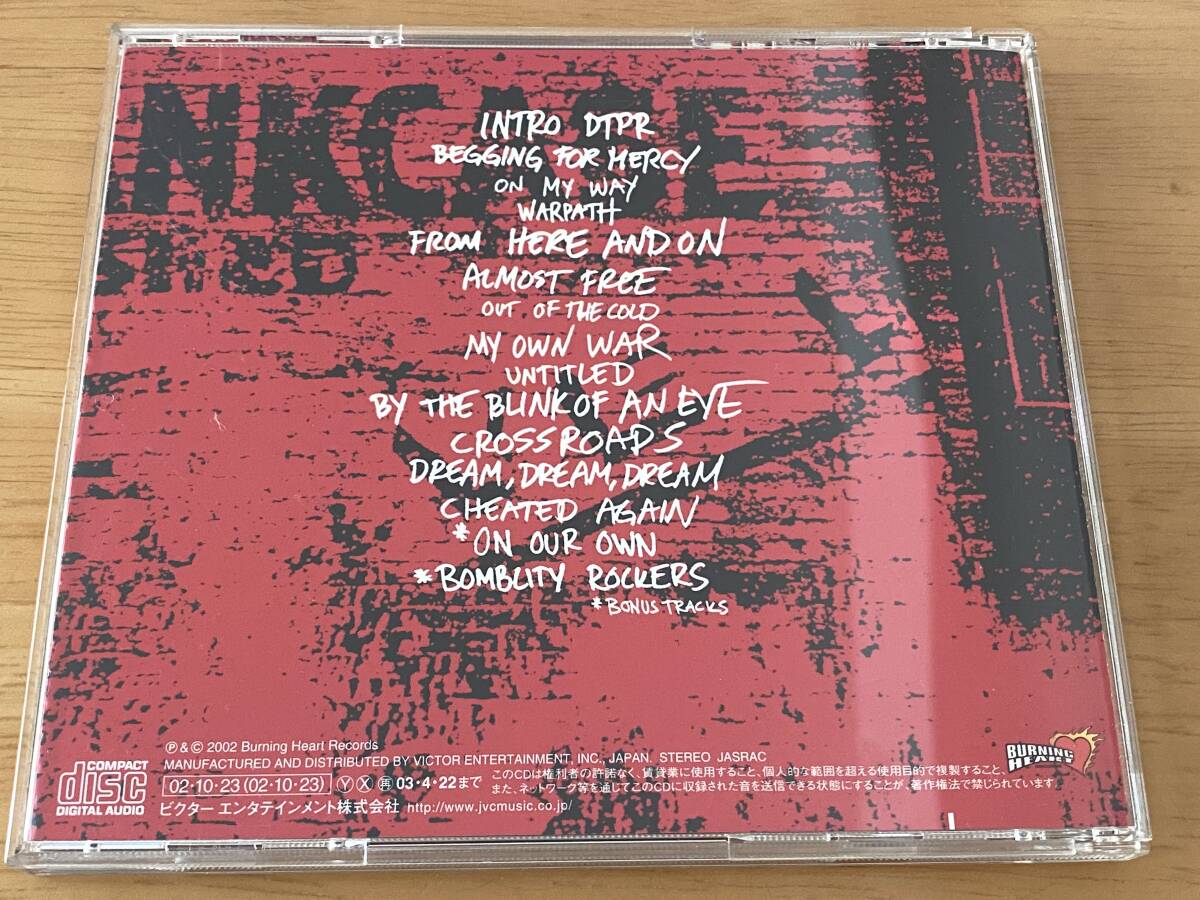 NKCASE
INTRO DTPR
BEGGING FOR MERCY
ON MY WAY
WARPATH
FROM HERE AND ON
ALMOST FREE
OUT OF THE COLD
MY OWN WAR
UNTITLED
BY THE BLINK OF AN EYE
CROSSROADS
DREAM, DREAM, DREAM
CHEATED AGAIN
*ON OUR OWN
*BOMBLITY ROCKERS
*BONUS TRACKS
℗ & © 2002 Burning Heart Records
MANUFACTURED AND DISTRIBUTED BY VICTOR ENTERTAINMENT, INC., JAPAN. STEREO JASRAC
COMPACT
disc
DIGITAL AUDIO
02・10・23(02・10・23) Y X 再 03・4・22まで
ビクター エンタテインメント株式会社 http://www.jvcmusic.co.jp/
このCDは権利者の許諾なく、賃貸業に使用すること、個人的な範囲を超える使用目的で複製すること、
また、ネットワーク等を通じてこのCDに収録された音を送信できる状態にすることが、著作権法で禁じられています。
BURNING
HEART